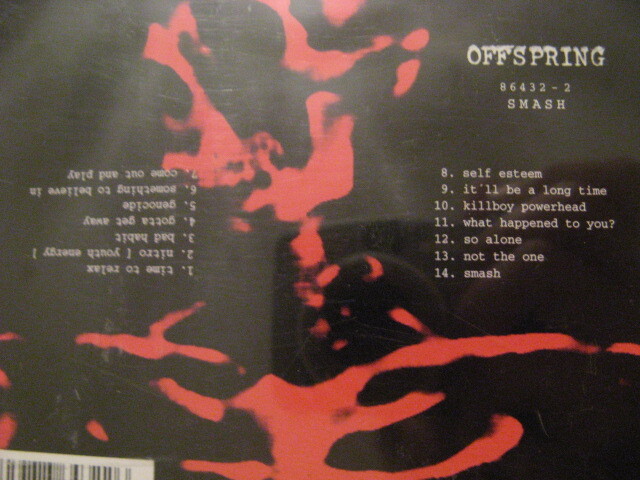 OFFSPRING
86432-2
SMASH
1. time to relax
2. nitro [ youth energy ]
3. bad habit
4. gotta get away
5. genocide
6. something to believe in
7. come out and play
8. self esteem
9. it´ll be a long time
10. killboy powerhead
11. what happened to you?
12. so alone
13. not the one
14. smash